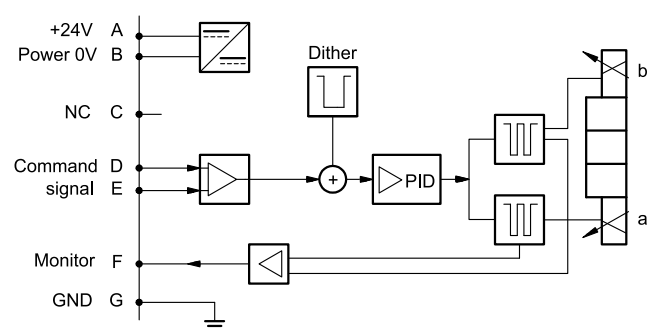 +24V A
Power 0V B
Dither
NC C
Command D
signal E
PID
b
a
Monitor F
GND G